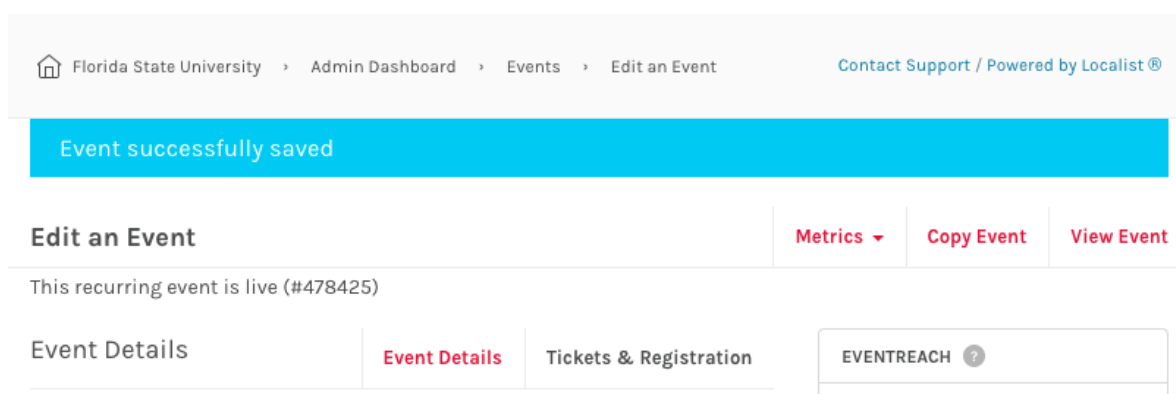 Florida State University › Admin Dashboard › Events › Edit an Event Contact Support / Powered by Localist ®
Event successfully saved
Edit an Event Metrics Copy Event View Event
This recurring event is live (#478425)
Event Details Event Details Tickets & Registration EVENTREACH ?